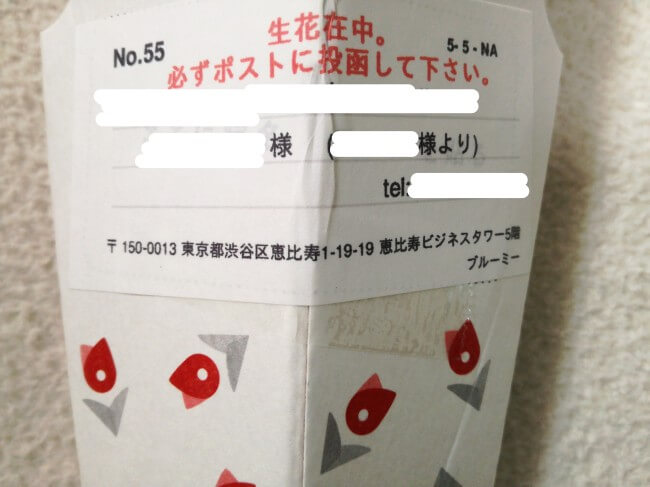 No.55
生花在中。
5-5-NA
必ずポストに投函して下さい。
様 ( 様より)
tel:
〒150-0013 東京都渋谷区恵比寿1-19-19 恵比寿ビジネスタワー5階
ブルーミー